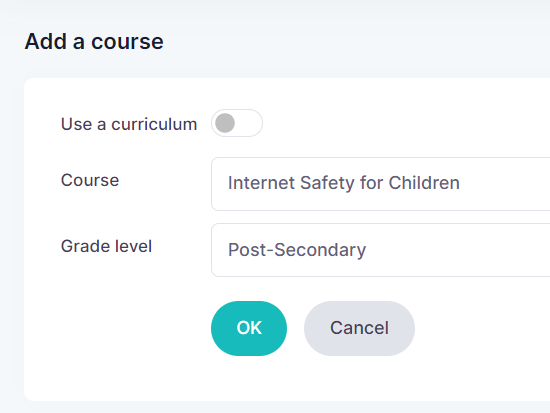 Add a course
Use a curriculum
Course
Internet Safety for Children
Grade level
Post-Secondary
OK
Cancel